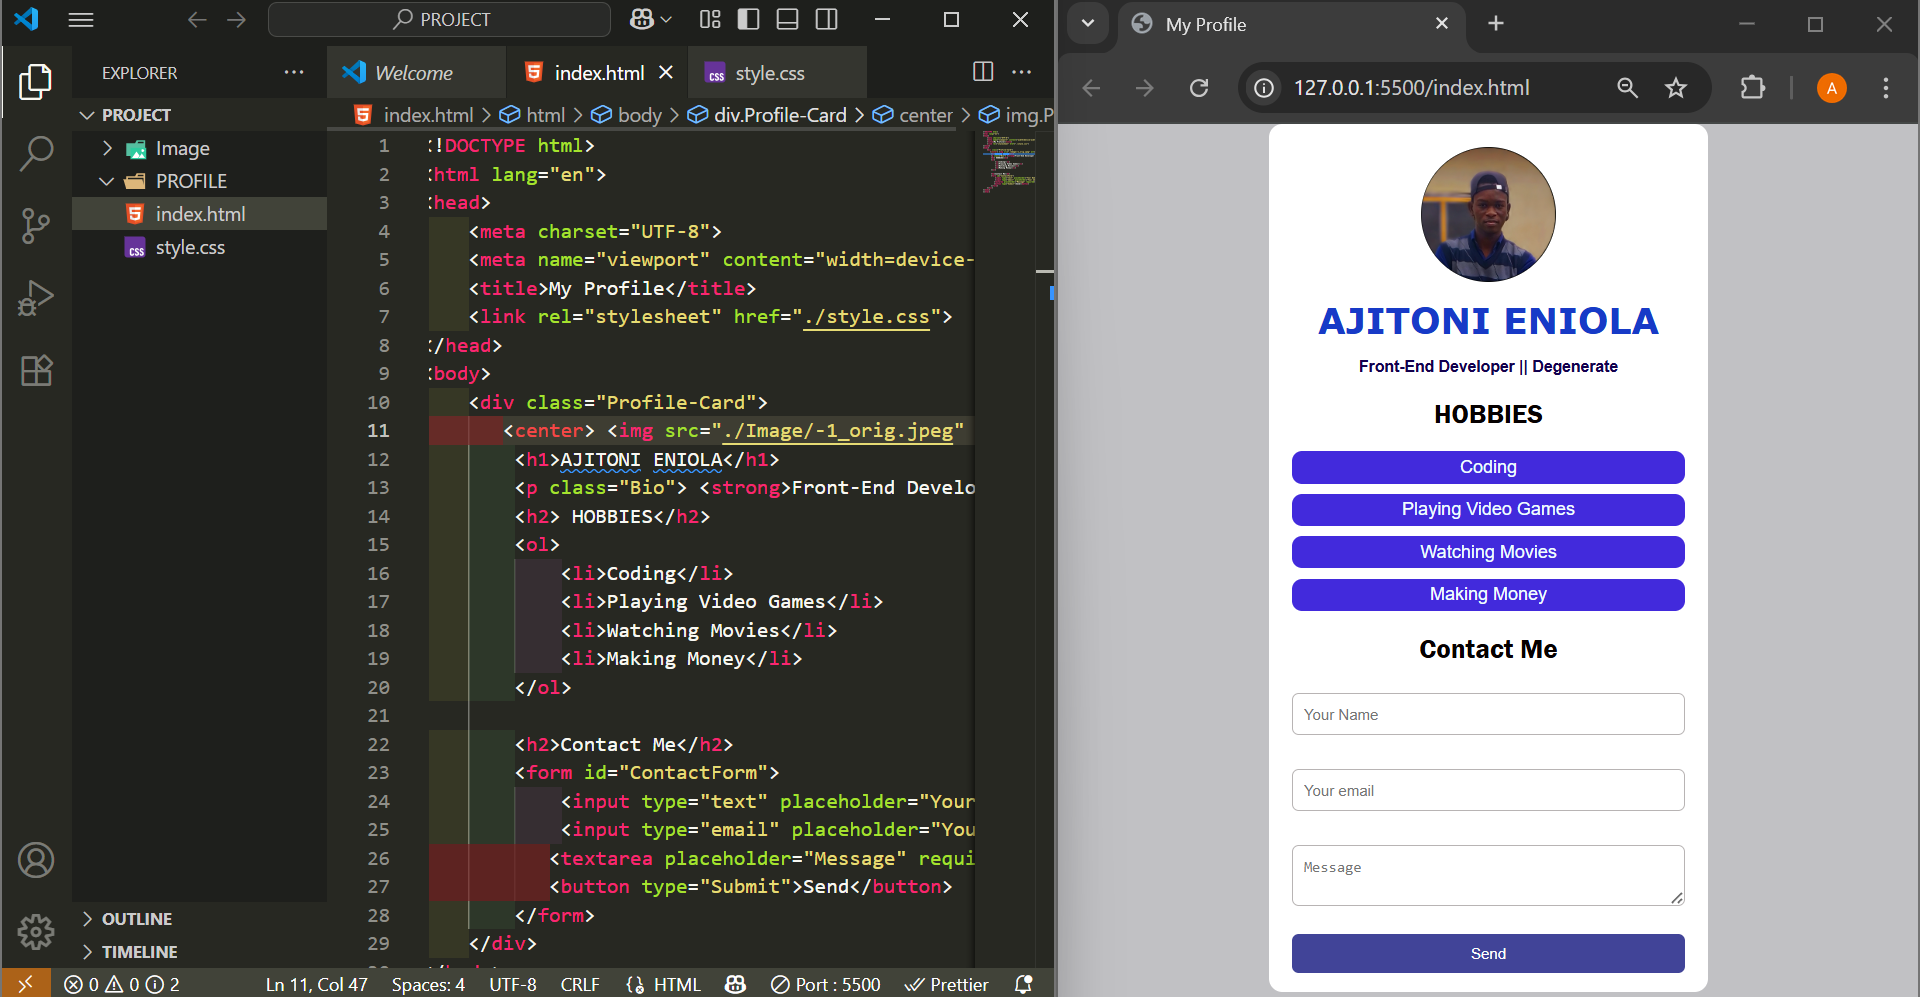 PROJECT
EXPLORER
PROJECT
Image
PROFILE
index.html
style.css
OUTLINE
TIMELINE
Welcome
index.html
style.css
index.html > html > body > div.Profile-Card > center > img.P
1 <!DOCTYPE html>
2 <html lang="en">
3 <head>
4 <meta charset="UTF-8">
5 <meta name="viewport" content="width=device-
6 <title>My Profile</title>
7 <link rel="stylesheet" href="./style.css">
8 </head>
9 <body>
10 <div class="Profile-Card">
11 <center> <img src="./Image/-1_orig.jpeg"
12 <h1>AJITONI ENIOLA</h1>
13 <p class="Bio"> <strong>Front-End Develo
14 <h2> HOBBIES</h2>
15 <ol>
16 <li>Coding</li>
17 <li>Playing Video Games</li>
18 <li>Watching Movies</li>
19 <li>Making Money</li>
20 </ol>
21
22 <h2>Contact Me</h2>
23 <form id="ContactForm">
24 <input type="text" placeholder="Your
25 <input type="email" placeholder="You
26 <textarea placeholder="Message" requi
27 <button type="Submit">Send</button>
28 </form>
29 </div>
0 0 2 Ln 11, Col 47 Spaces: 4 UTF-8 CRLF HTML Port : 5500 Prettier
My Profile
127.0.0.1:5500/index.html
A
AJITONI ENIOLA
Front-End Developer || Degenerate
HOBBIES
Coding
Playing Video Games
Watching Movies
Making Money
Contact Me
Your Name
Your email
Message
Send